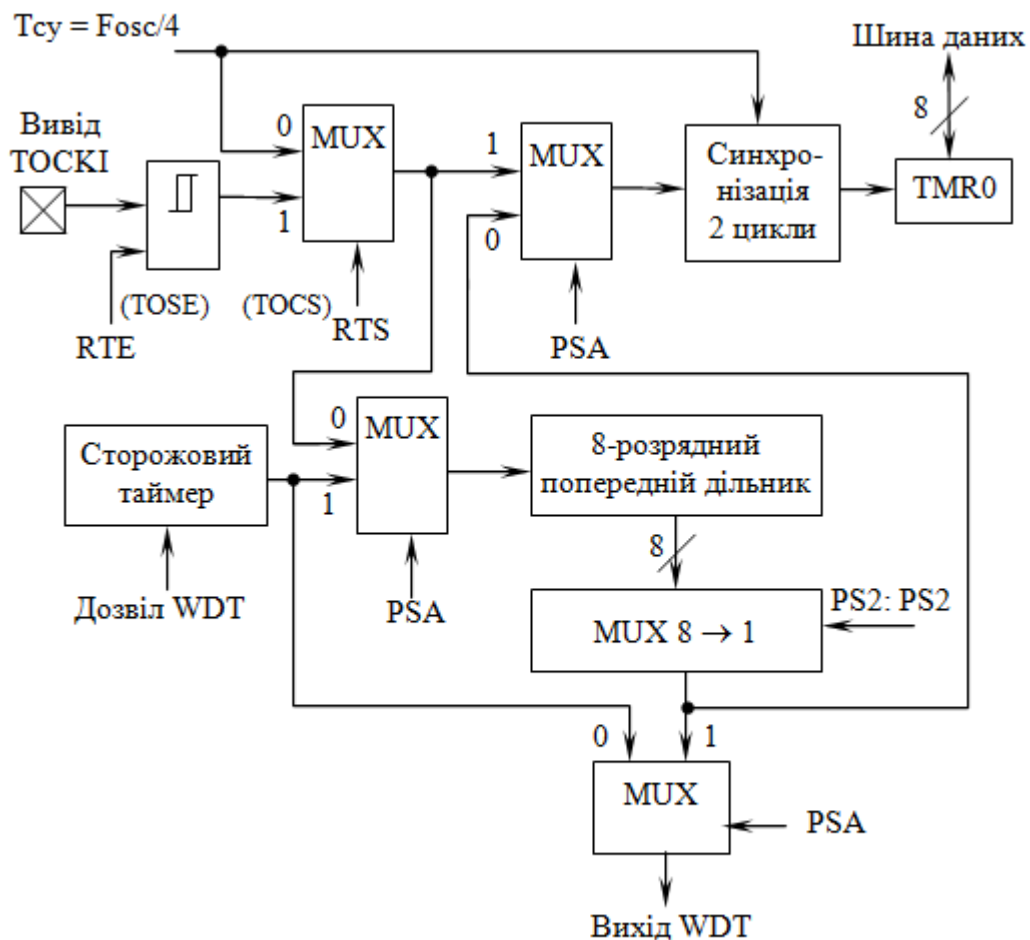 Tcy = Fosc/4
Шина даних
8
Вивід
TOCKI
0
1
MUX
1
0
MUX
Синхро-
нізація
2 цикли
TMR0
(TOSE)
(TOCS)
RTE
RTS
PSA
Сторожовий
таймер
0
1
MUX
8-розрядний
попередній дільник
8
Дозвіл WDT
PSA
MUX 8 → 1
PS2: PS2
0
1
MUX
PSA
Вихід WDT